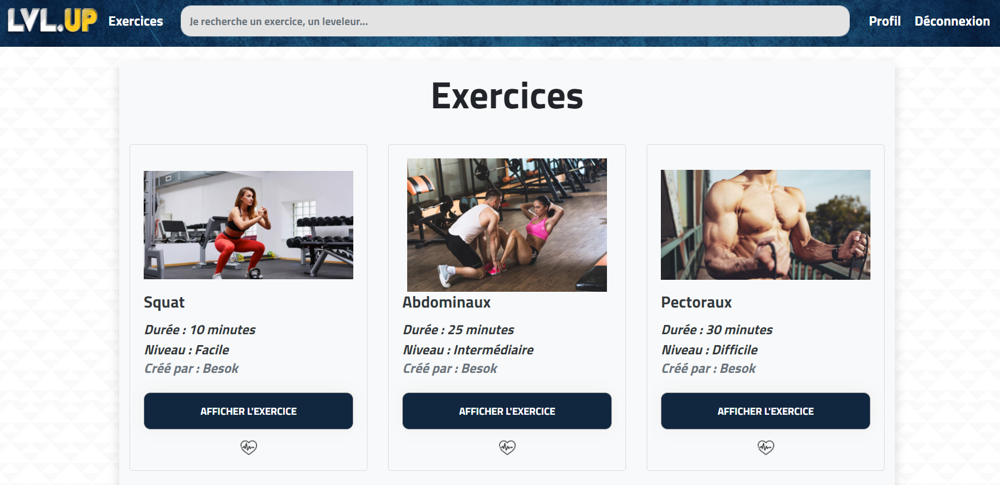 LVL.UP
Exercices
Je recherche un exercice, un leveleur...
Profil
Déconnexion
Exercices
Squat
Durée : 10 minutes
Niveau : Facile
Créé par : Besok
AFFICHER L'EXERCICE
Abdominaux
Durée : 25 minutes
Niveau : Intermédiaire
Créé par : Besok
AFFICHER L'EXERCICE
Pectoraux
Durée : 30 minutes
Niveau : Difficile
Créé par : Besok
AFFICHER L'EXERCICE